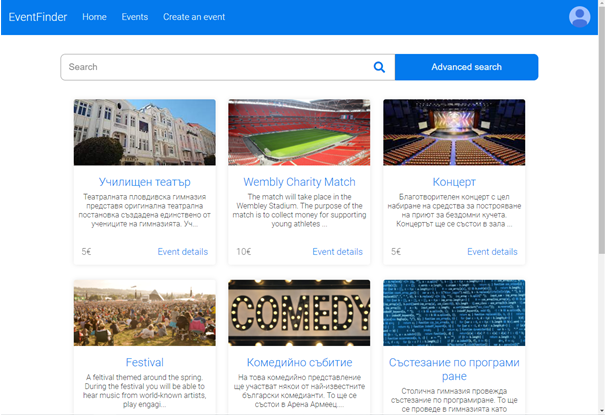 EventFinder Home Events Create an event
Search Advanced search
Училищен театър
Театралната пловдивска гимназия
представя оригинална театрална
постановка създадена единствено от
учениците на гимназията. Уч...
5€ Event details
Wembly Charity Match
The match will take place in the
Wembley Stadium. The purpose of the
match is to collect money for supporting
young athletes ...
10€ Event details
Концерт
Благотворителен концерт с цел
набиране на средства за построяване
на приют за бездомни кучета.
Концертът ще се състои в зала ...
5€ Event details
Festival
A feltival themed around the spring.
During the festival you will be able to
hear music from world-known artists,
play engagi...
COMEDY
Комедийно събитие
На това комедийно представление
ще участват някои от най-известните
български комедианти. То ще се
състои в Арена Армеец ...
Състезание по програми
ране
Столична гимназия провежда
състезание по програмиране. То ще
се проведе в гимназията като